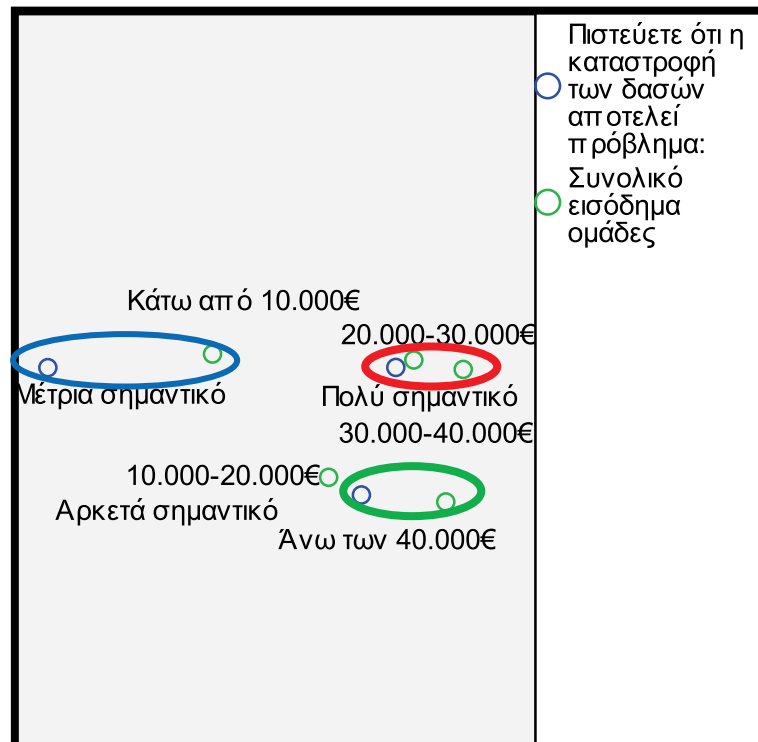 Πιστεύετε ότι η
καταστροφή
των δασών
αποτελεί
πρόβλημα:
Συνολικό
εισόδημα
ομάδες
Κάτω από 10.000€
20.000-30.000€
Μέτρια σημαντικό
Πολύ σημαντικό
30.000-40.000€
10.000-20.000€
Αρκετά σημαντικό
Άνω των 40.000€